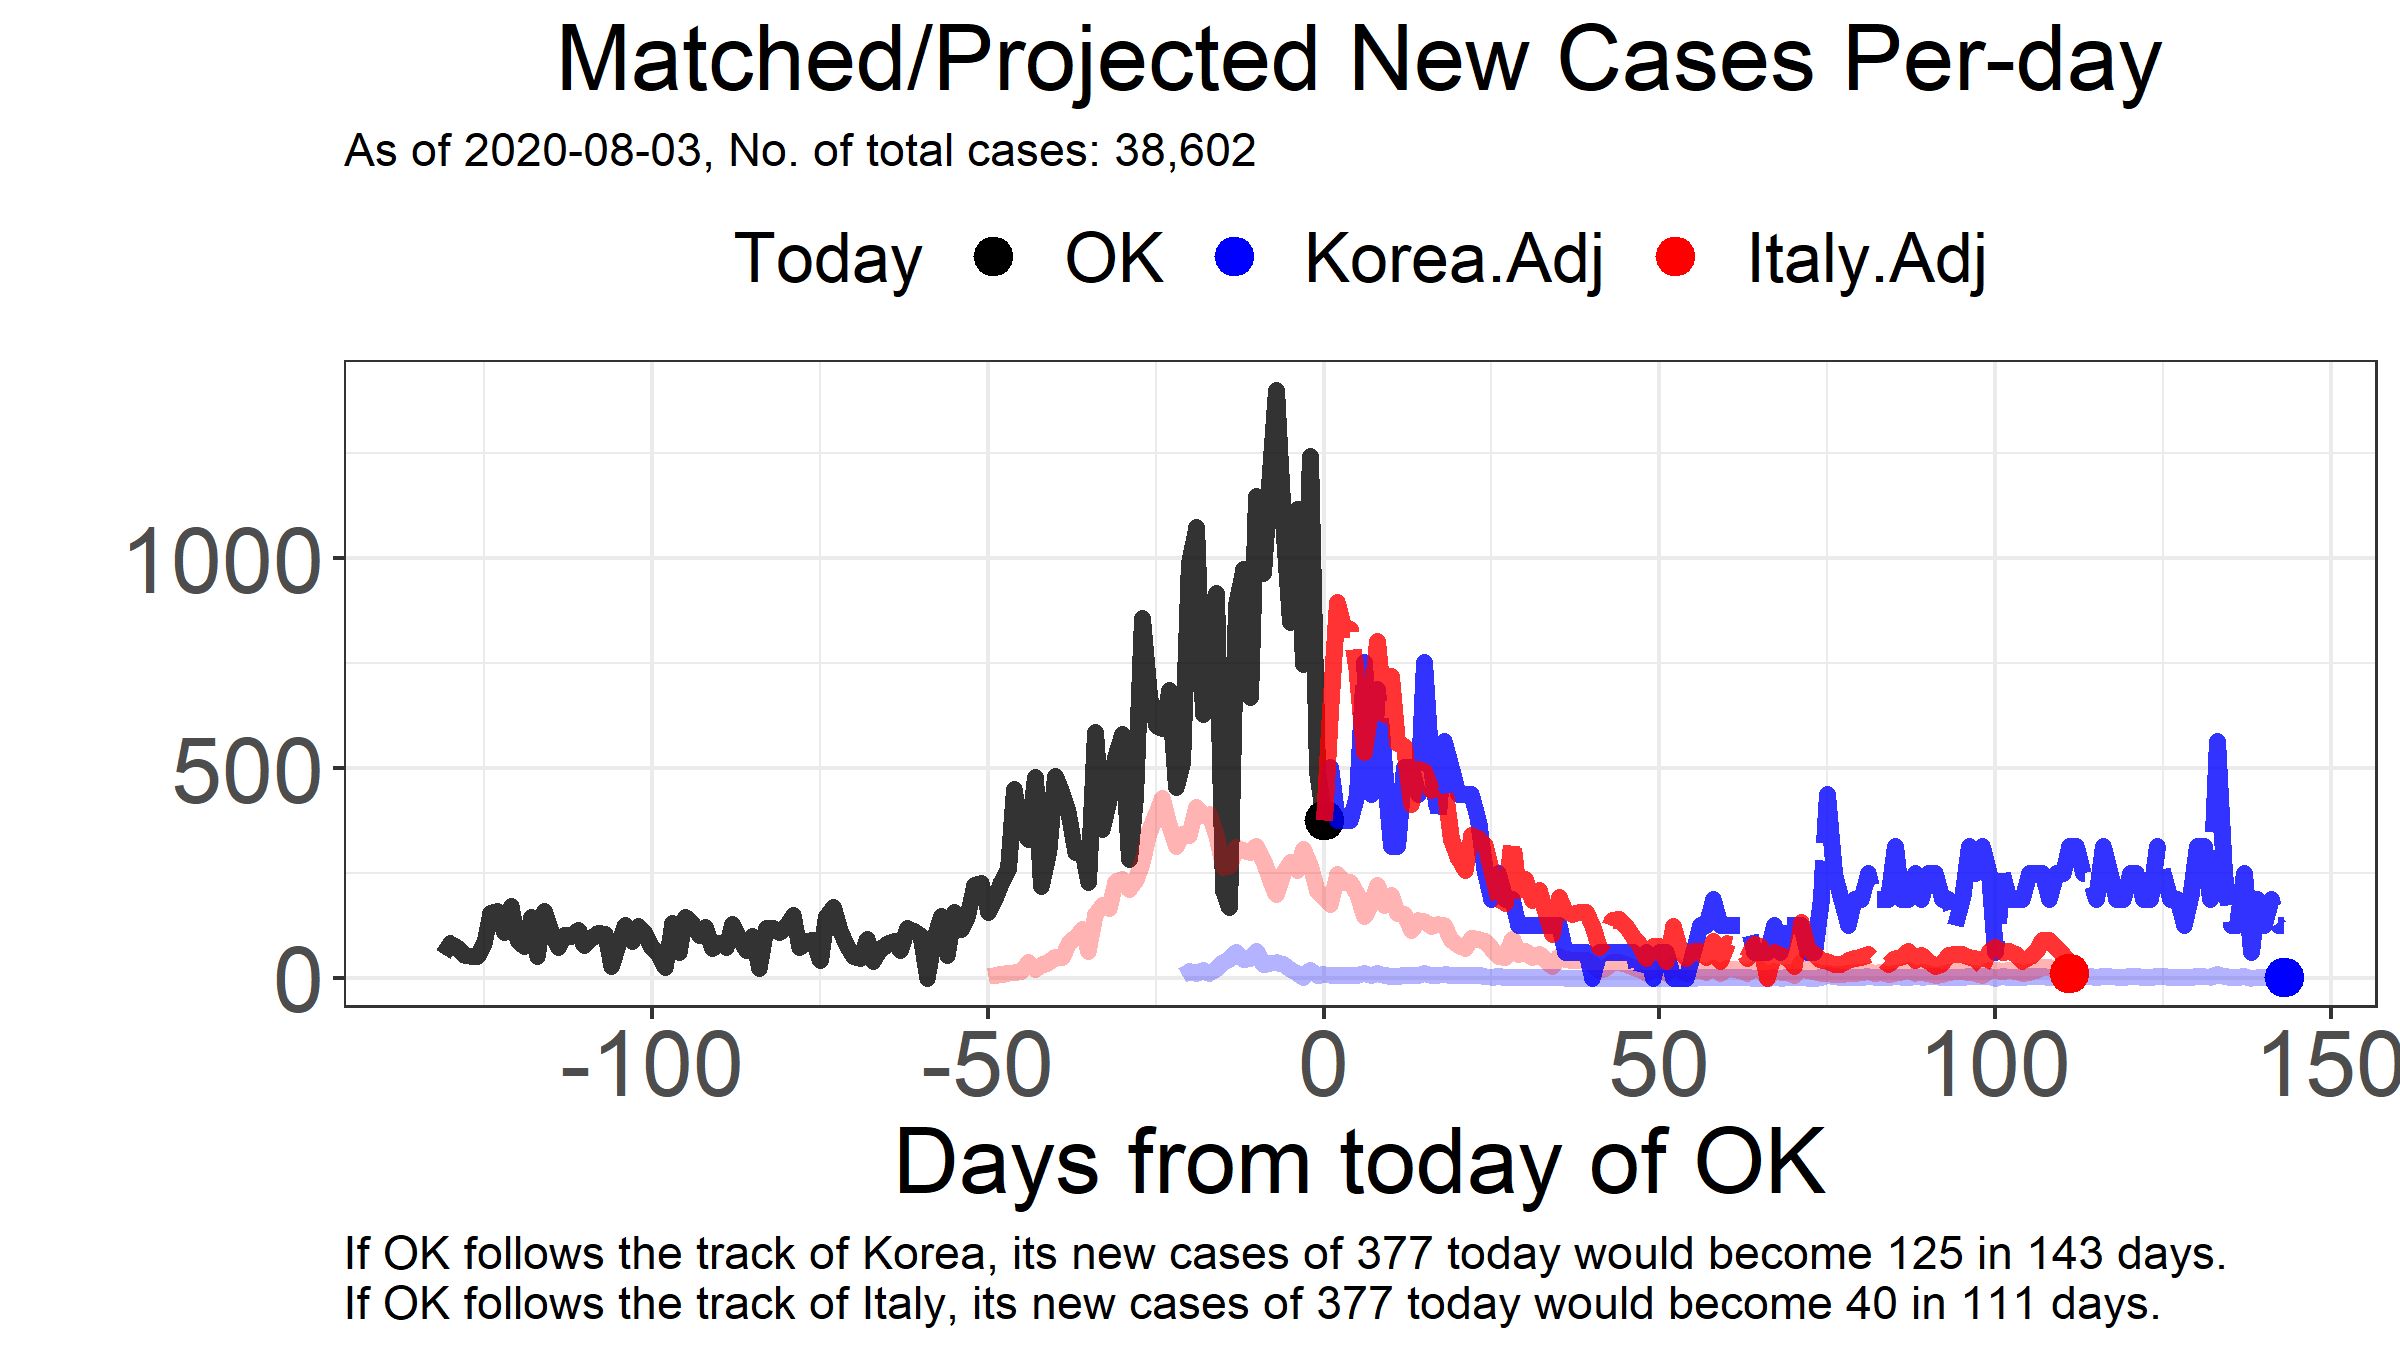 Matched/Projected New Cases Per-day
As of 2020-08-03, No. of total cases: 38,602
Today OK Korea.Adj Italy.Adj
1000
500
0
-100 -50 0 50 100 150
Days from today of OK
If OK follows the track of Korea, its new cases of 377 today would become 125 in 143 days.
If OK follows the track of Italy, its new cases of 377 today would become 40 in 111 days.